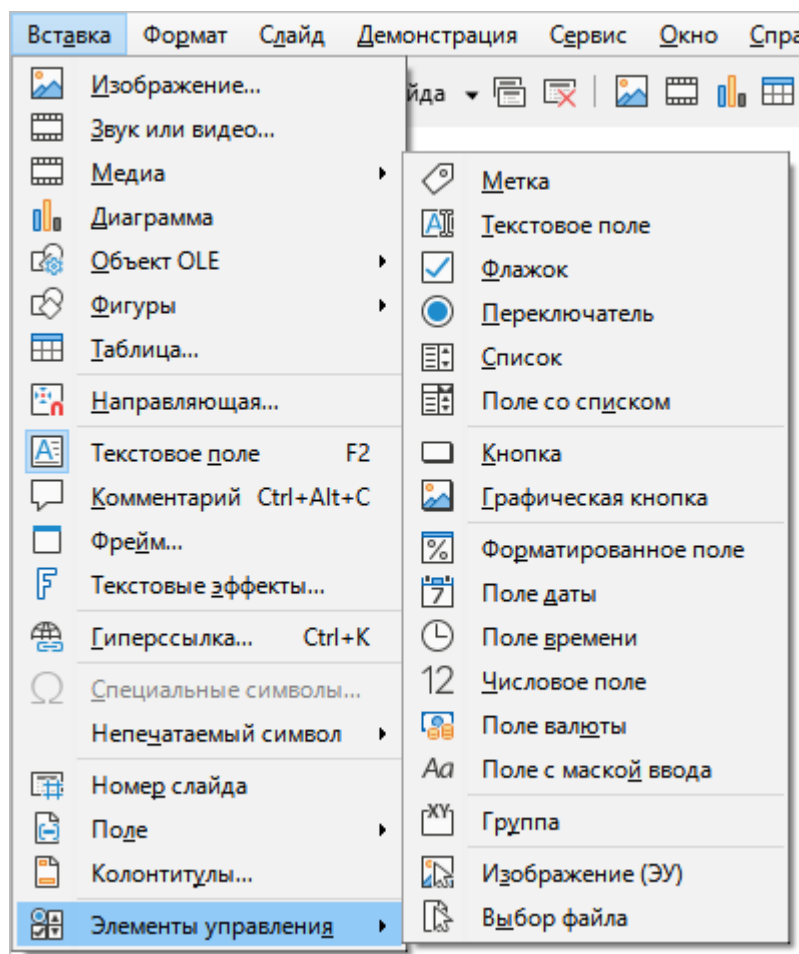 Вставка Формат Слайд Демонстрация Сервис Окно
йда
Изображение...
Звук или видео...
Медиа
Диаграмма
Объект OLE
Фигуры
Таблица...
Направляющая...
Текстовое поле F2
Комментарий Ctrl+Alt+C
Фрейм...
Текстовые эффекты...
Гиперссылка... Ctrl+K
Специальные символы...
Непечатаемый символ
Номер слайда
Поле
Колонтитулы...
Элементы управления
Метка
Текстовое поле
Флажок
Переключатель
Список
Поле со списком
Кнопка
Графическая кнопка
Форматированное поле
Поле даты
Поле времени
12 Числовое поле
Поле валюты
Aa Поле с маской ввода
Группа
Изображение (ЭУ)
Выбор файла